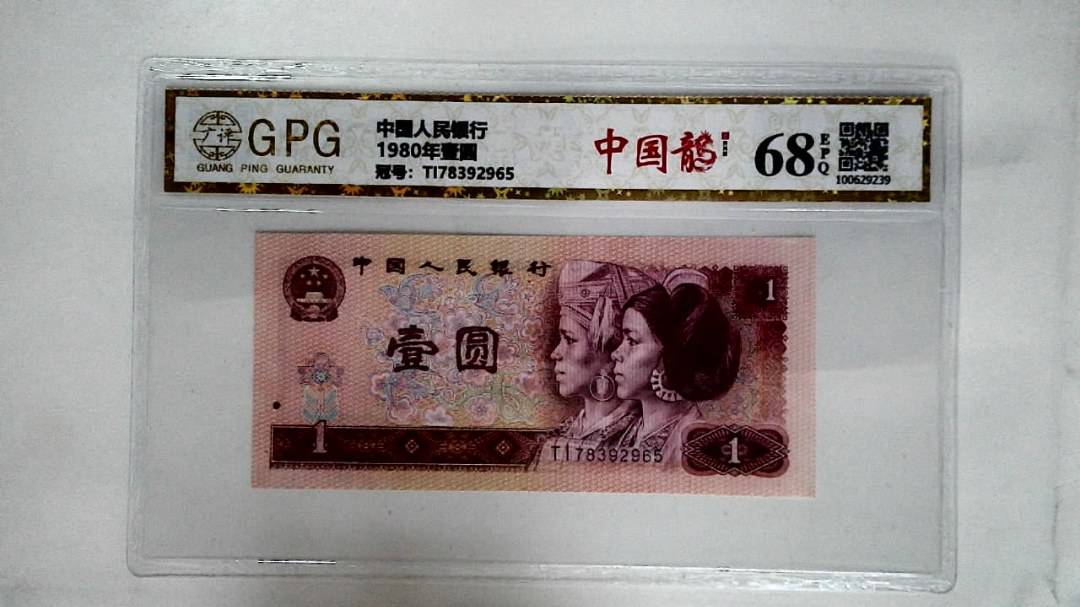 GPG
广评
GUANG PING GUARANTY
中国人民银行
1980年壹圆
冠号：TI78392965
中国龍
68
EPQ
100629239
中国人民银行
1
壹圆
1
TI78392965
1